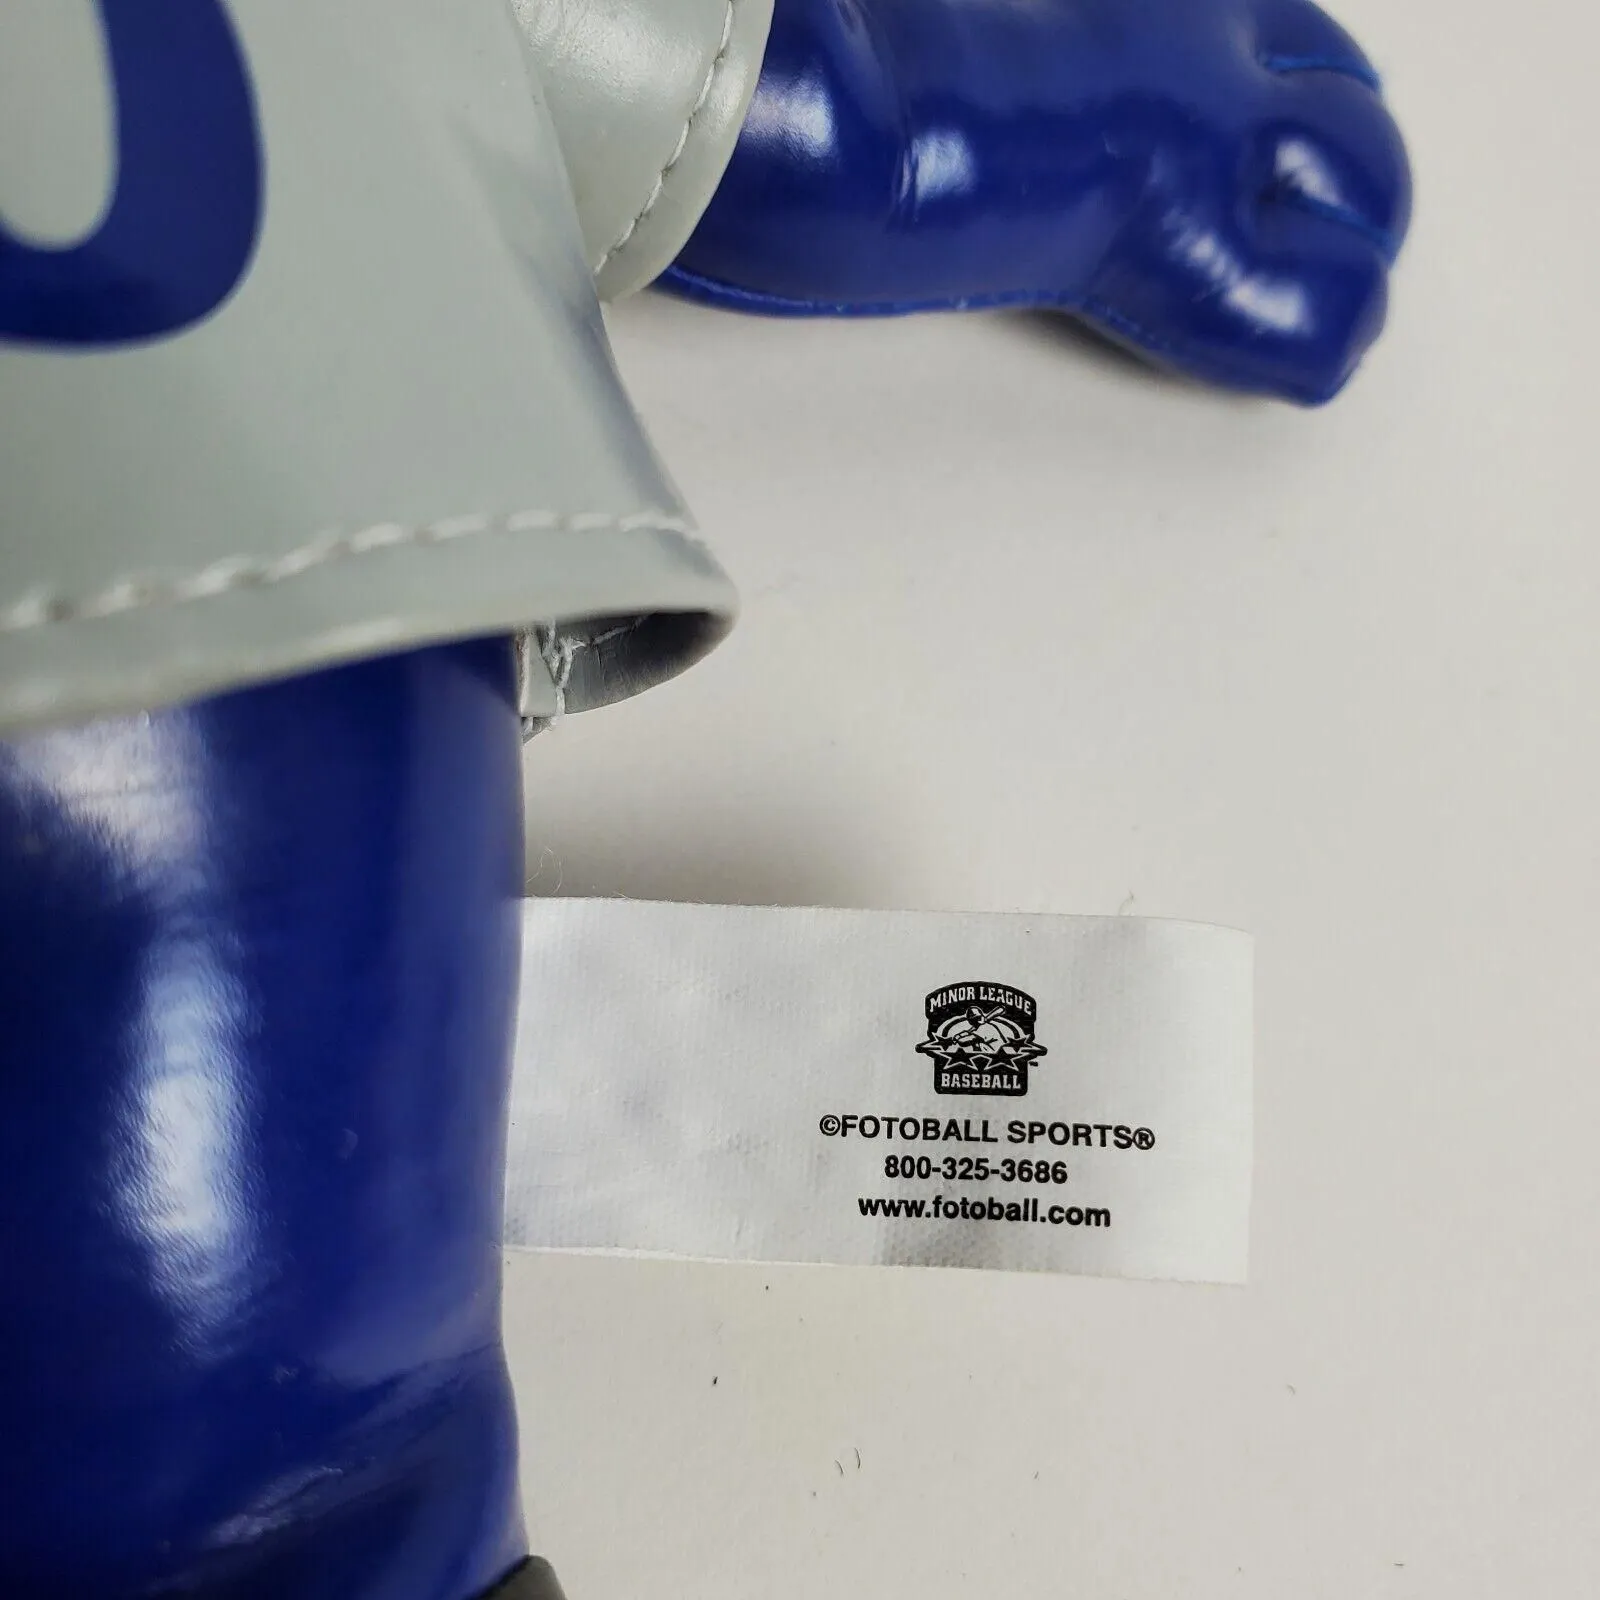 MINOR LEAGUE
BASEBALL
©FOTOBALL SPORTS®
800-325-3686
www.fotoball.com